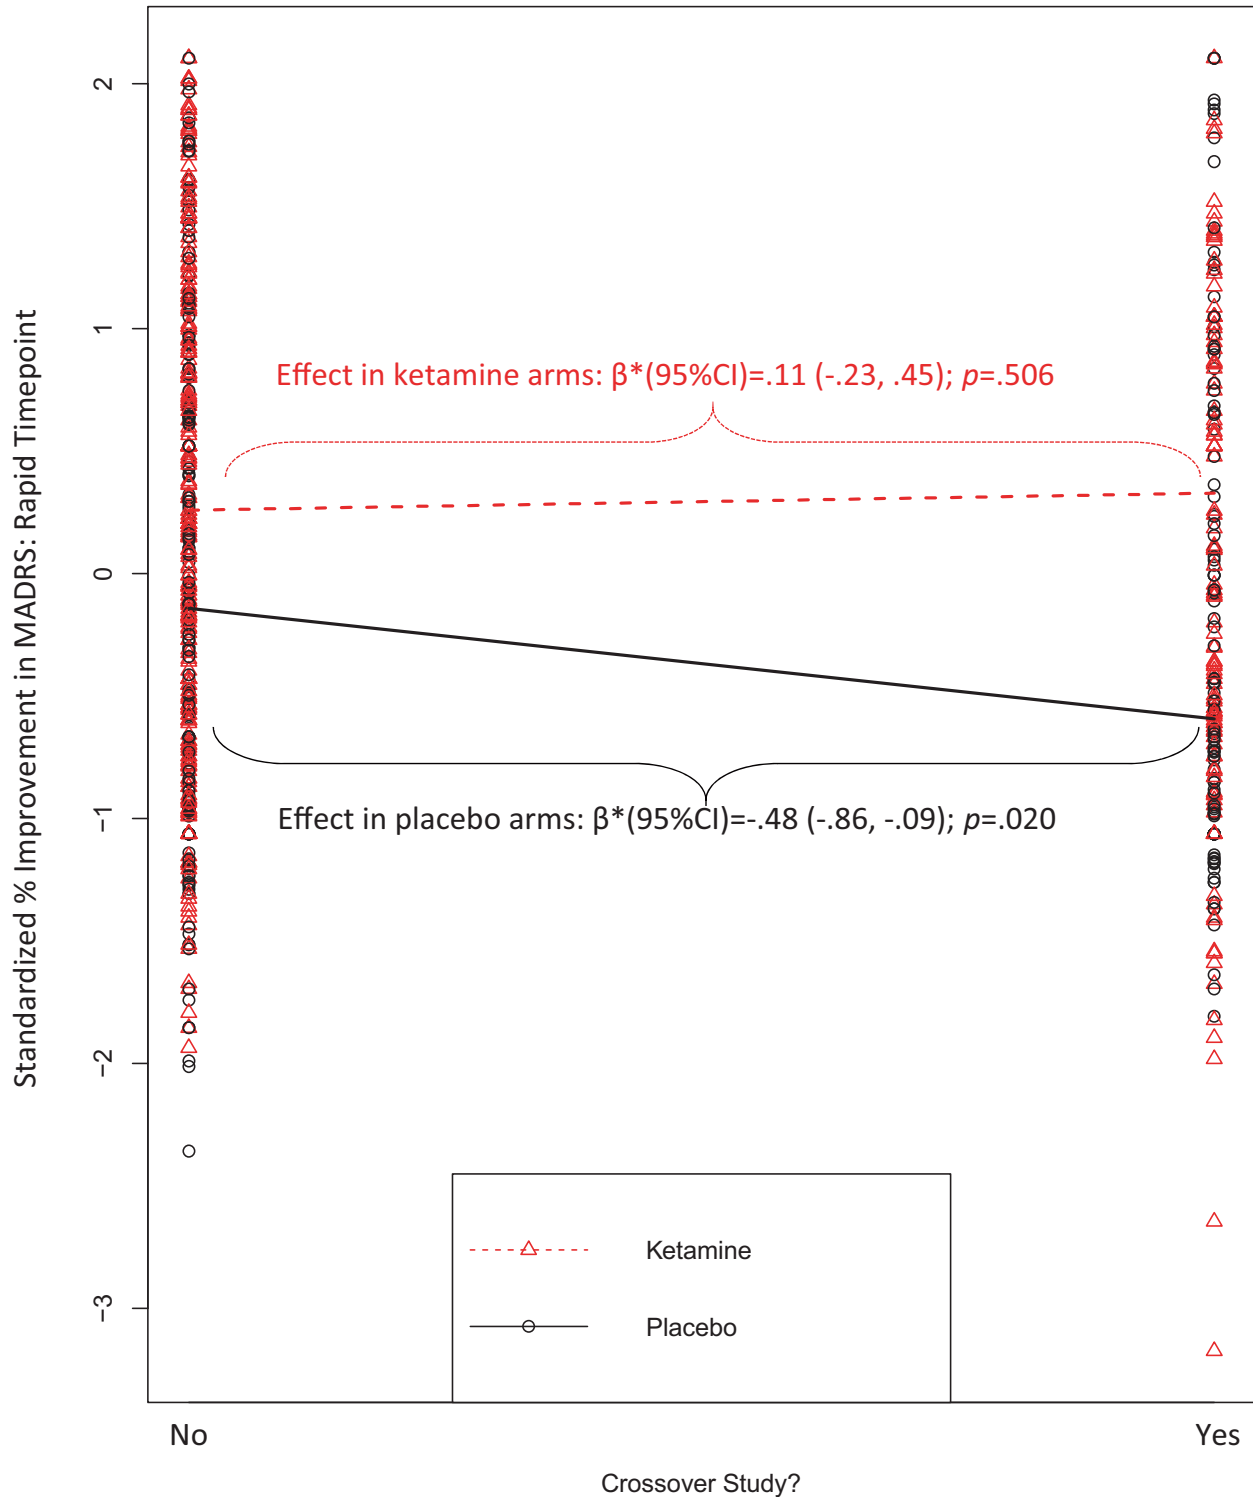 Standardized % Improvement in MADRS: Rapid Timepoint
2
1
0
-1
-2
-3
Effect in ketamine arms: β*(95%CI)=.11 (-.23, .45); p=.506
Effect in placebo arms: β*(95%CI)=-.48 (-.86, -.09); p=.020
Ketamine
Placebo
No
Yes
Crossover Study?